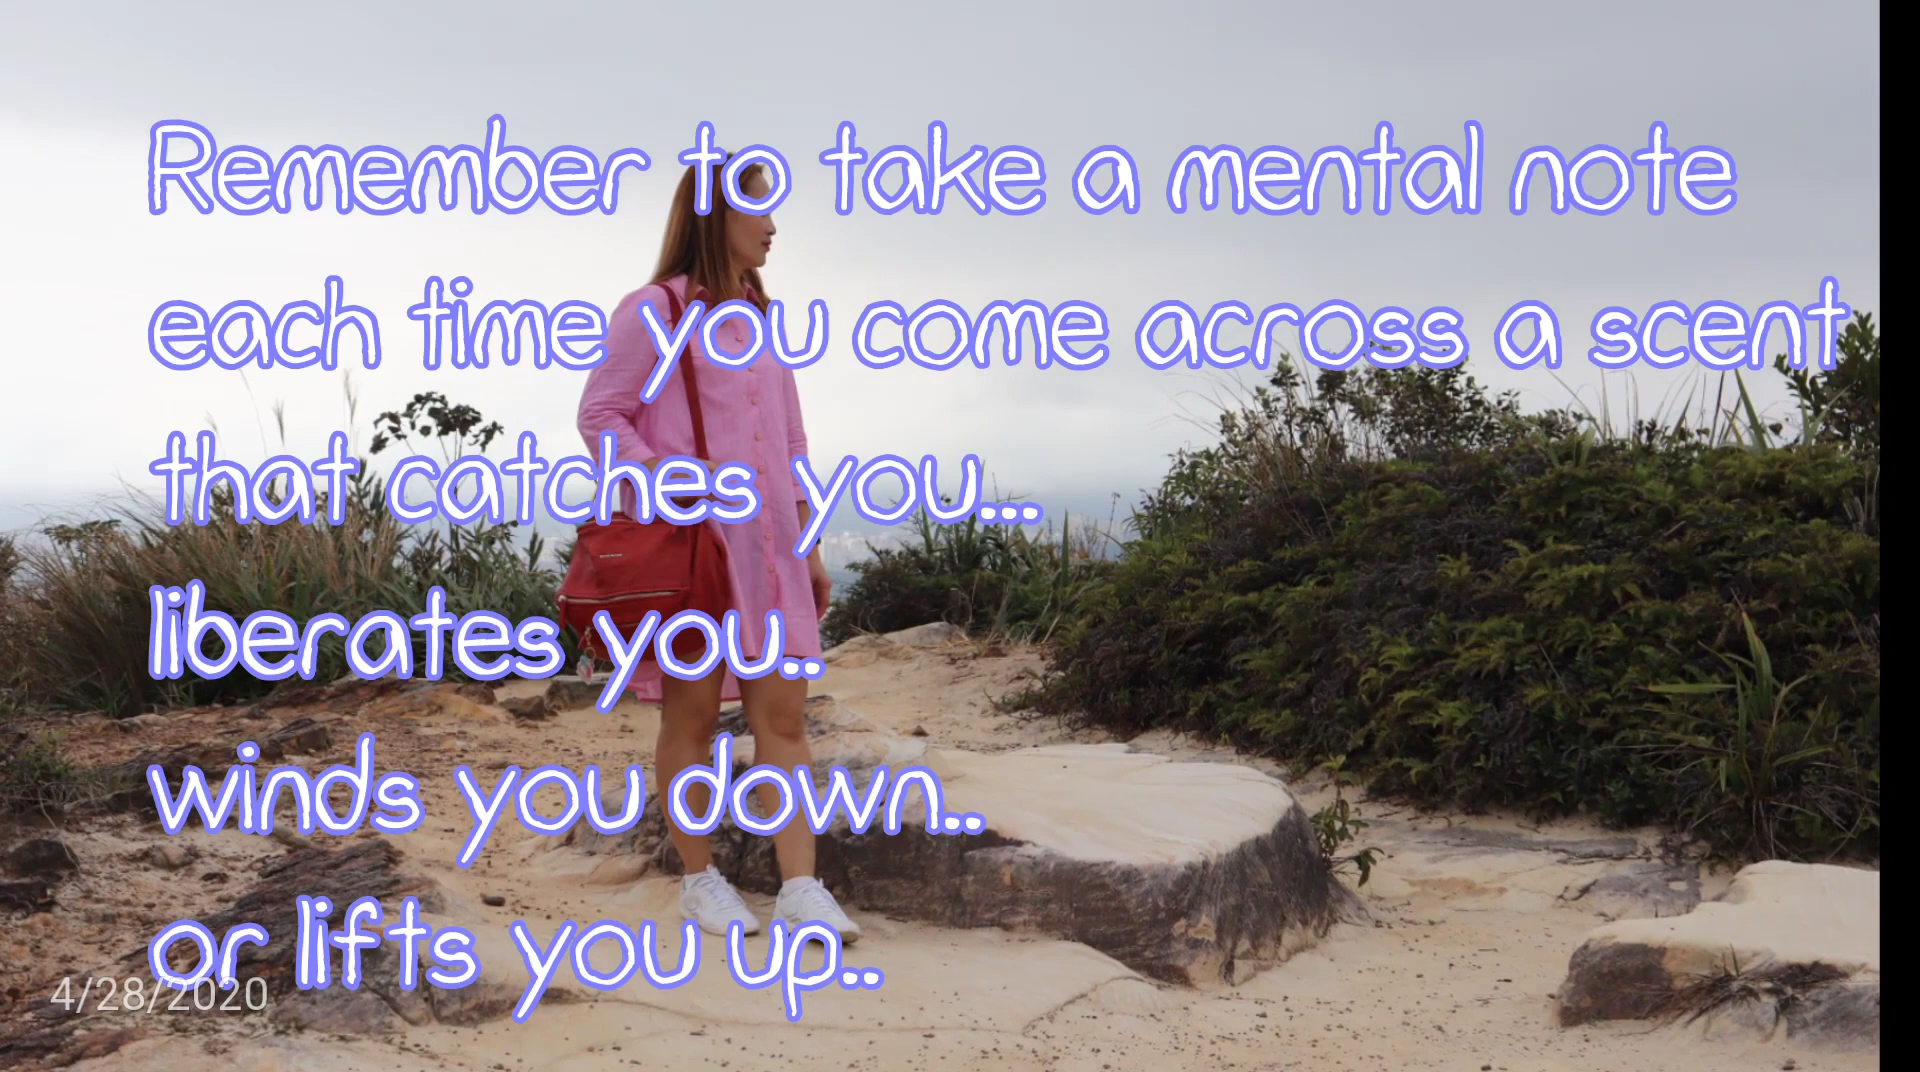 Remember to take a mental note
each time you come across a scent
that catches you...
liberates you..
winds you down..
or lifts you up..
4/28/2020